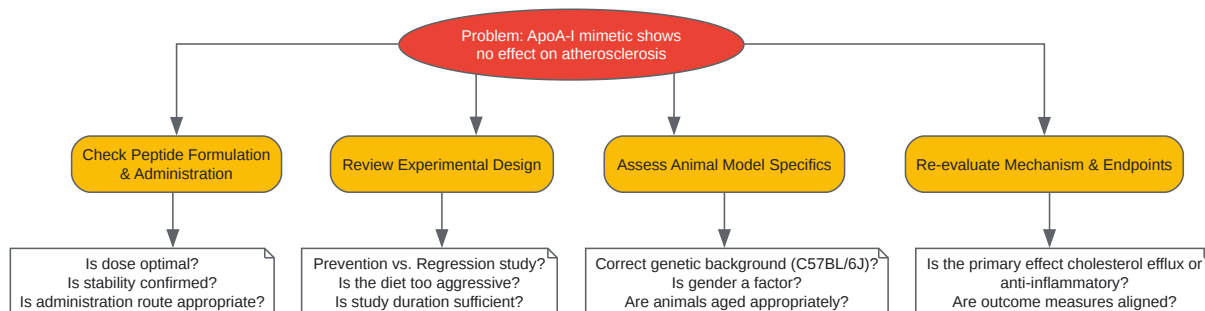 Problem: ApoA-I mimetic shows
no effect on atherosclerosis
Check Peptide Formulation
& Administration
Review Experimental Design
Assess Animal Model Specifics
Re-evaluate Mechanism & Endpoints
Is dose optimal?
Is stability confirmed?
Is administration route appropriate?
Prevention vs. Regression study?
Is the diet too aggressive?
Is study duration sufficient?
Correct genetic background (C57BL/6J)?
Is gender a factor?
Are animals aged appropriately?
Is the primary effect cholesterol efflux or
anti-inflammatory?
Are outcome measures aligned?